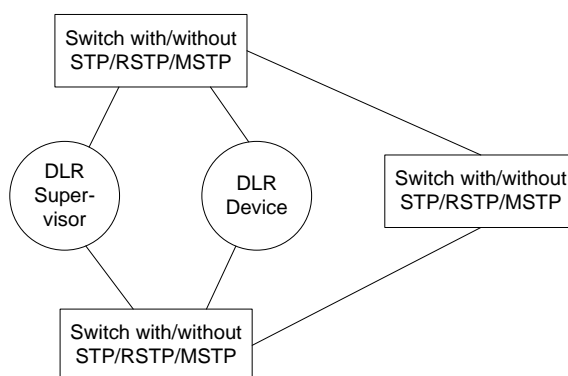 Switch with/without
STP/RSTP/MSTP
DLR
Super-
visor
DLR
Device
Switch with/without
STP/RSTP/MSTP
Switch with/without
STP/RSTP/MSTP